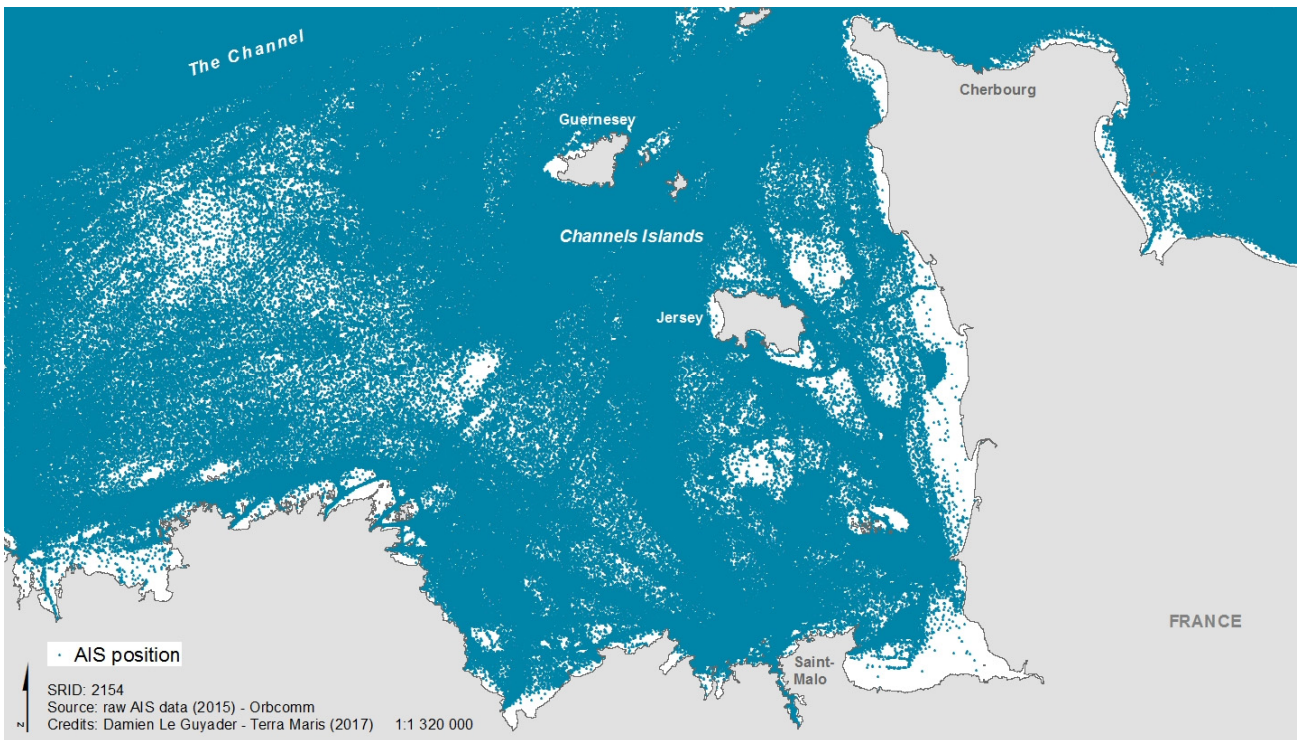 The Channel
Cherbourg
Guernesey
Channels Islands
Jersey
FRANCE
Saint-
Malo
AIS position
SRID: 2154
Source: raw AIS data (2015) - Orbcomm
Credits: Damien Le Guyader - Terra Maris (2017) 1:1 320 000
N